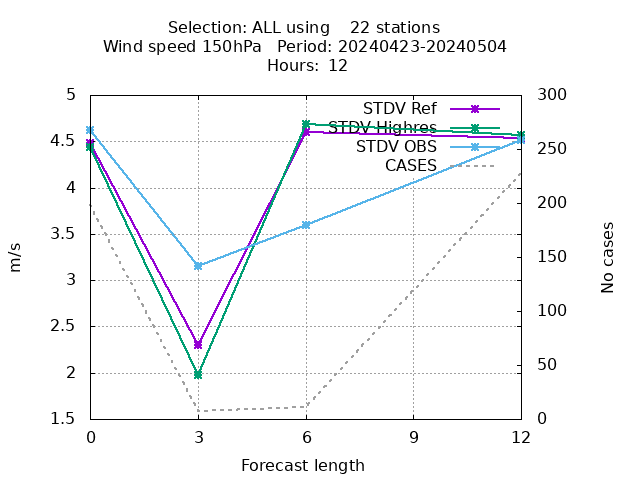 Selection: ALL using    22 stations
Wind speed 150hPa   Period: 20240423-20240504
Hours:  12
5
4.5
4
3.5
3
2.5
2
1.5
m/s
STDV Ref
STDV Highres
STDV OBS
CASES
300
250
200
150
100
50
0
No cases
0 3 6 9 12
Forecast length